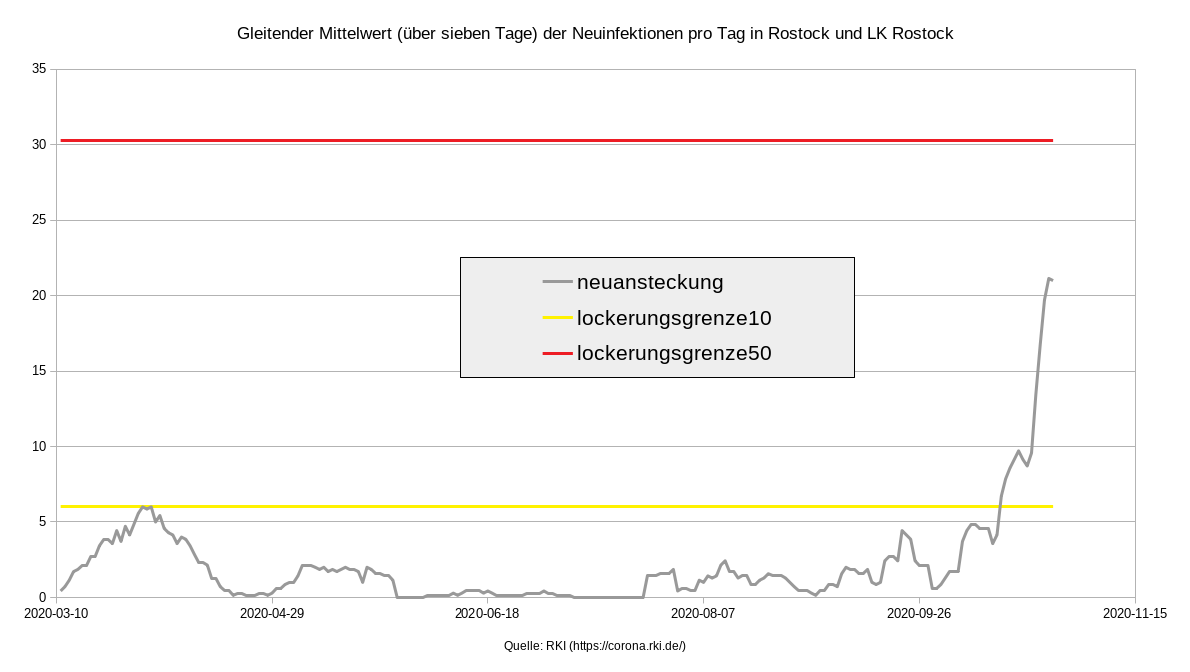 Gleitender Mittelwert (über sieben Tage) der Neuinfektionen pro Tag in Rostock und LK Rostock
35
30
25
20
15
10
5
0
neuansteckung
lockerungsgrenze10
lockerungsgrenze50
2020-03-10 2020-04-29 2020-06-18 2020-08-07 2020-09-26 2020-11-15
Quelle: RKI (https://corona.rki.de/)